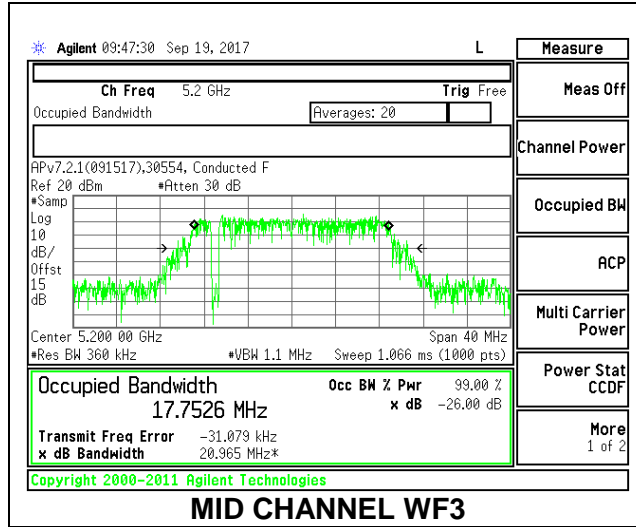 Agilent 09:47:30 Sep 19, 2017 L
Measure
Ch Freq 5.2 GHz Trig Free
Occupied Bandwidth Averages: 20
APv7.2.1(091517),30554, Conducted F
Ref 20 dBm #Atten 30 dB
#Samp
Log
10
dB/
Offst
15
dB
Center 5.200 00 GHz Span 40 MHz
#Res BW 360 kHz #VBW 1.1 MHz Sweep 1.066 ms (1000 pts)
Occupied Bandwidth Occ BW % Pwr 99.00 %
17.7526 MHz x dB -26.00 dB
Transmit Freq Error -31.079 kHz
x dB Bandwidth 20.965 MHz*
Copyright 2000-2011 Agilent Technologies
Meas Off
Channel Power
Occupied BW
ACP
Multi Carrier
Power
Power Stat
CCDF
More
1 of 2
MID CHANNEL WF3